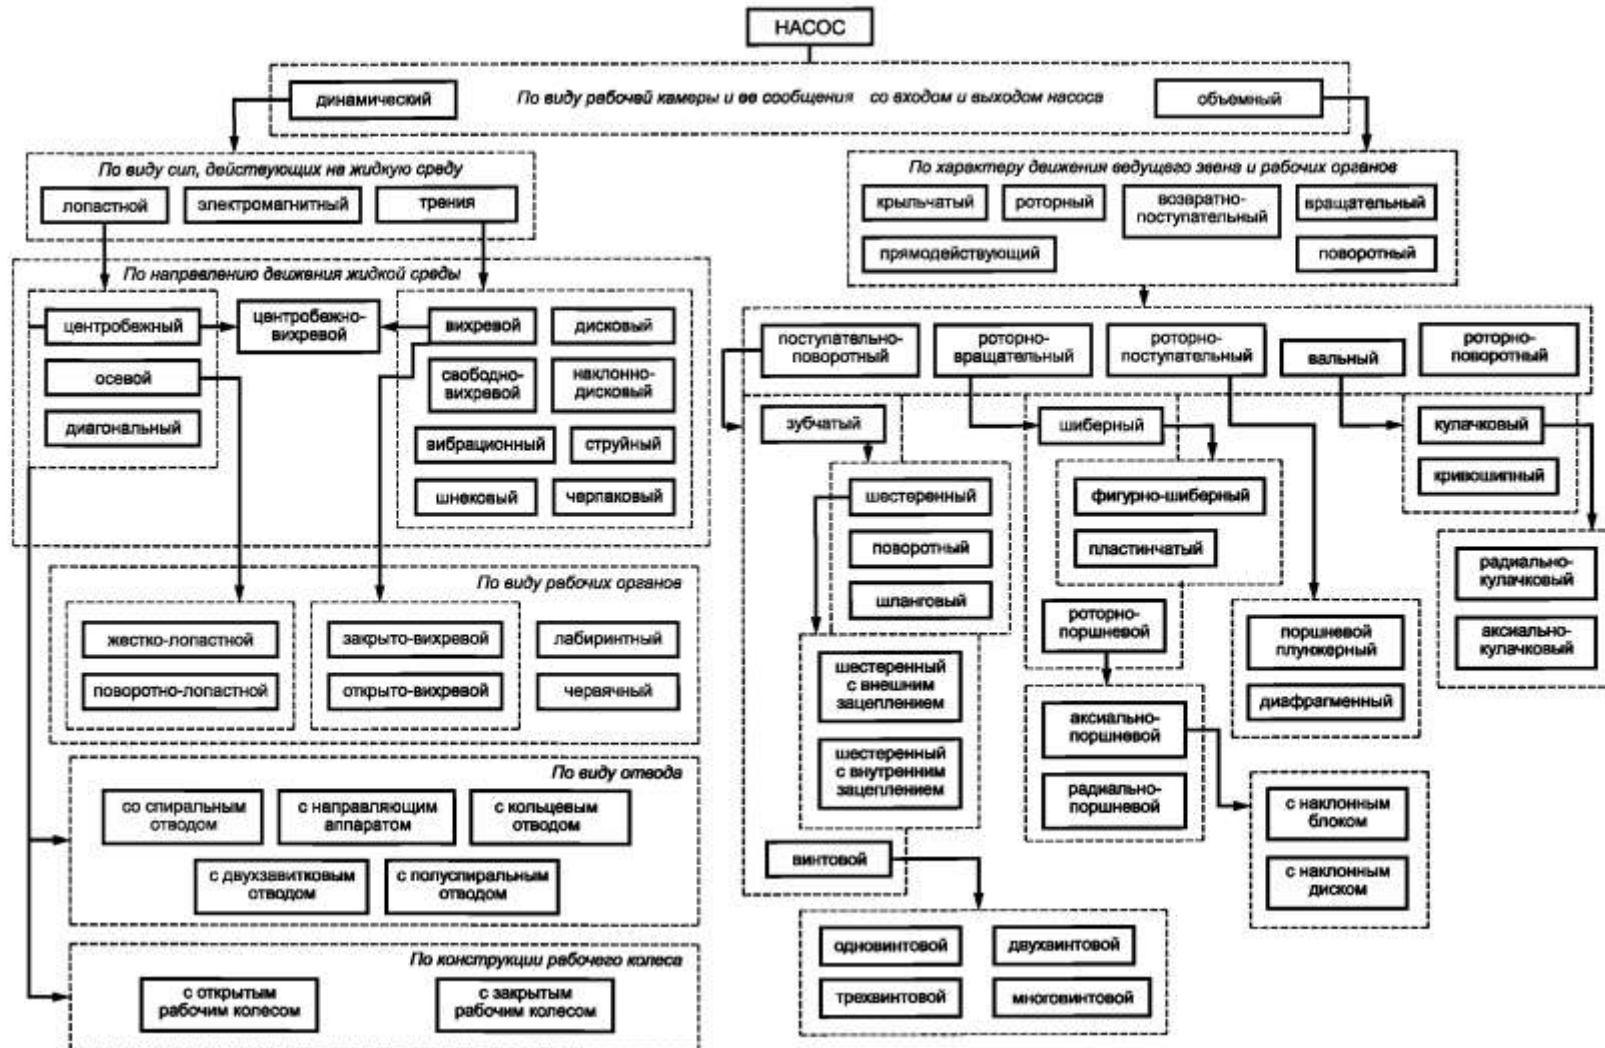 НАСОС
динамический
По виду рабочей камеры и ее сообщения со входом и выходом насоса
объемный
По виду сил, действующих на жидкую среду
лопастной
электромагнитный
трения
По характеру движения ведущего звена и рабочих органов
крыльчатый
роторный
возвратно-
поступательный
вращательный
прямодействующий
поворотный
По направлению движения жидкой среды
центробежный
центробежно-
вихревой
вихревой
дисковый
осевой
свободно-
вихревой
наклонно-
дисковый
диагональный
вибрационный
струйный
шнековый
черпаковый
поступательно-
поворотный
роторно-
вращательный
роторно-
поступательный
вальный
роторно-
поворотный
зубчатый
шиберный
кулачковый
кривошипный
шестеренный
поворотный
шланговый
фигурно-шиберный
пластинчатый
радиально-
кулачковый
аксиально-
кулачковый
По виду рабочих органов
жестко-лопастной
закрыто-вихревой
лабиринтный
поворотно-лопастной
открыто-вихревой
червячный
шестеренный
с внешним
зацеплением
шестеренный
с внутренним
зацеплением
роторно-
поршневой
аксиально-
поршневой
радиально-
поршневой
поршневой
плунжерный
диафрагменный
с наклонным
блоком
с наклонным
диском
По виду отвода
со спиральным
отводом
с направляющим
аппаратом
с кольцевым
отводом
с двухзавитковым
отводом
с полуспиральным
отводом
винтовой
одновинтовой
двухвинтовой
трехвинтовой
многовинтовой
По конструкции рабочего колеса
с открытым
рабочим колесом
с закрытым
рабочим колесом